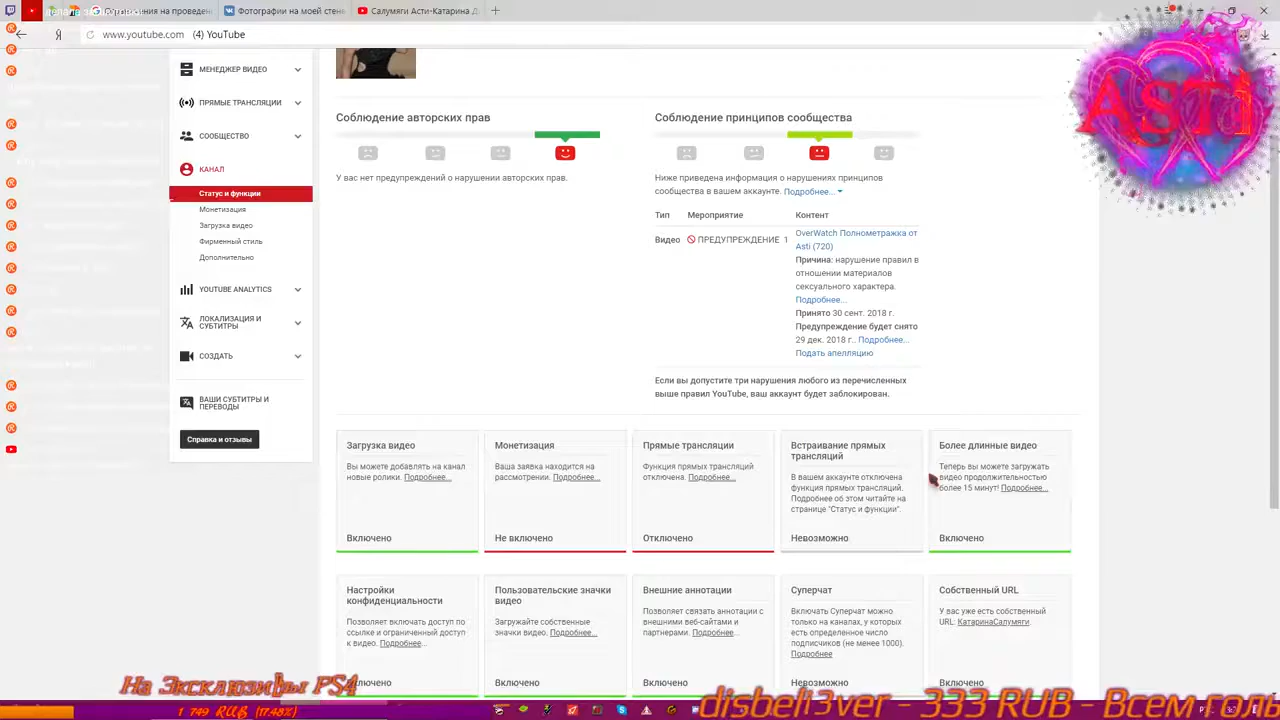 Салумяги Асти-Катарина
www.youtube.com (4) YouTube
Asti
МЕНЕДЖЕР ВИДЕО
ПРЯМЫЕ ТРАНСЛЯЦИИ
СООБЩЕСТВО
КАНАЛ
Статус и функции
Монетизация
Загрузка видео
Фирменный стиль
Дополнительно
YOUTUBE ANALYTICS
ЛОКАЛИЗАЦИЯ И
СУБТИТРЫ
СОЗДАТЬ
ВАШИ СУБТИТРЫ И
ПЕРЕВОДЫ
Справка и отзывы
Соблюдение авторских прав
У вас нет предупреждений о нарушении авторских прав.
Соблюдение принципов сообщества
Ниже приведена информация о нарушениях принципов
сообщества в вашем аккаунте. Подробнее...
Тип Мероприятие Контент
Видео ПРЕДУПРЕЖДЕНИЕ 1
OverWatch Полнометражка от
Asti (720)
Причина: нарушение правил в
отношении материалов
сексуального характера.
Подробнее...
Принято 30 сент. 2018 г.
Предупреждение будет снято
29 дек. 2018 г.. Подробнее...
Подать апелляцию
Если вы допустите три нарушения любого из перечисленных
выше правил YouTube, ваш аккаунт будет заблокирован.
Загрузка видео
Вы можете добавлять на канал
новые ролики. Подробнее...
Включено
Монетизация
Ваша заявка находится на
рассмотрении. Подробнее...
Не включено
Прямые трансляции
Функция прямых трансляций
отключена. Подробнее...
Отключено
Встраивание прямых
трансляций
В вашем аккаунте отключена
функция прямых трансляций.
Подробнее об этом читайте на
странице "Статус и функции".
Невозможно
Более длинные видео
Теперь вы можете загружать
видео продолжительностью
более 15 минут! Подробнее...
Включено
Настройки
конфиденциальности
Позволяет включать доступ по
ссылке и ограниченный доступ
к видео. Подробнее...
Включено
Пользовательские значки
видео
Загружайте собственные
значки видео. Подробнее...
Включено
Внешние аннотации
Позволяет связать аннотации с
внешними веб-сайтами и
партнерами. Подробнее...
Включено
Суперчат
Включать Суперчат можно
только на каналах, у которых
есть определенное число
подписчиков (не менее 1000).
Подробнее
Невозможно
Собственный URL
У вас уже есть собственный
URL: КатаринаСалумяги.
Включено
На Эксклюзивы PS4
1 749 RUB (17.48%)
disbeli3ver - 333 RUB - Всем